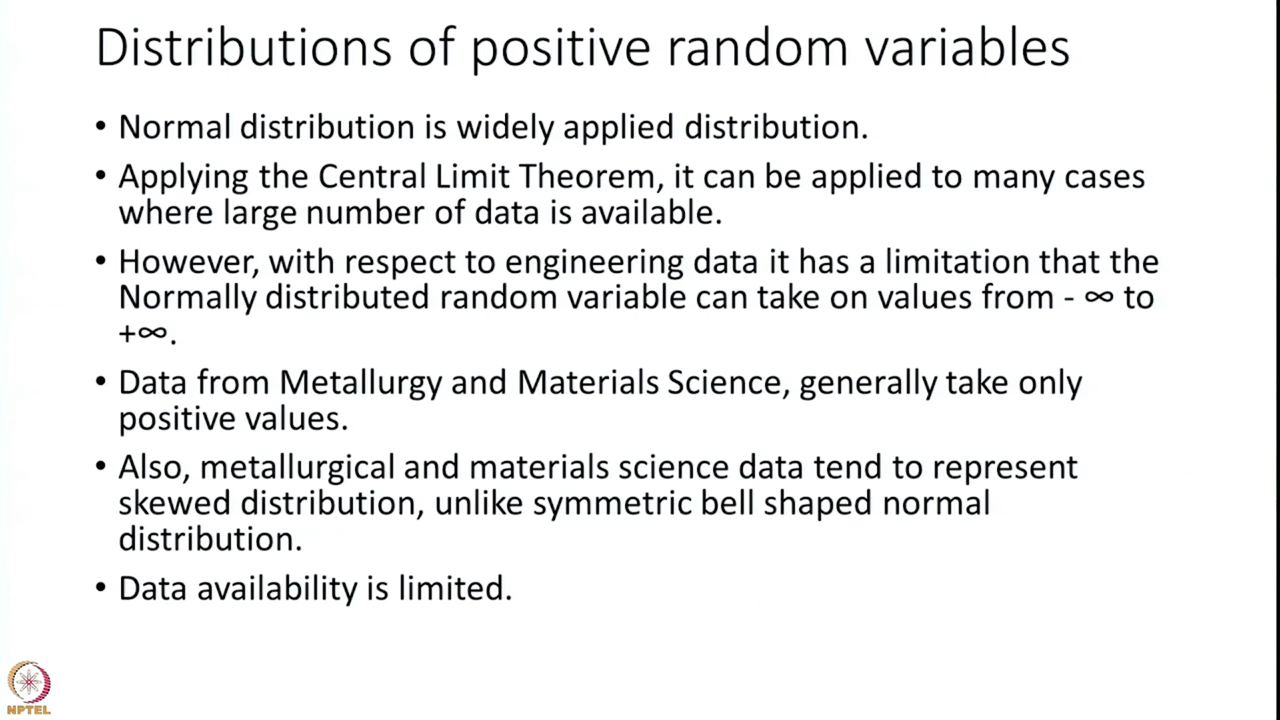 Distributions of positive random variables
• Normal distribution is widely applied distribution.
• Applying the Central Limit Theorem, it can be applied to many cases
where large number of data is available.
• However, with respect to engineering data it has a limitation that the
Normally distributed random variable can take on values from - ∞ to
+∞.
• Data from Metallurgy and Materials Science, generally take only
positive values.
• Also, metallurgical and materials science data tend to represent
skewed distribution, unlike symmetric bell shaped normal
distribution.
• Data availability is limited.
NPTEL